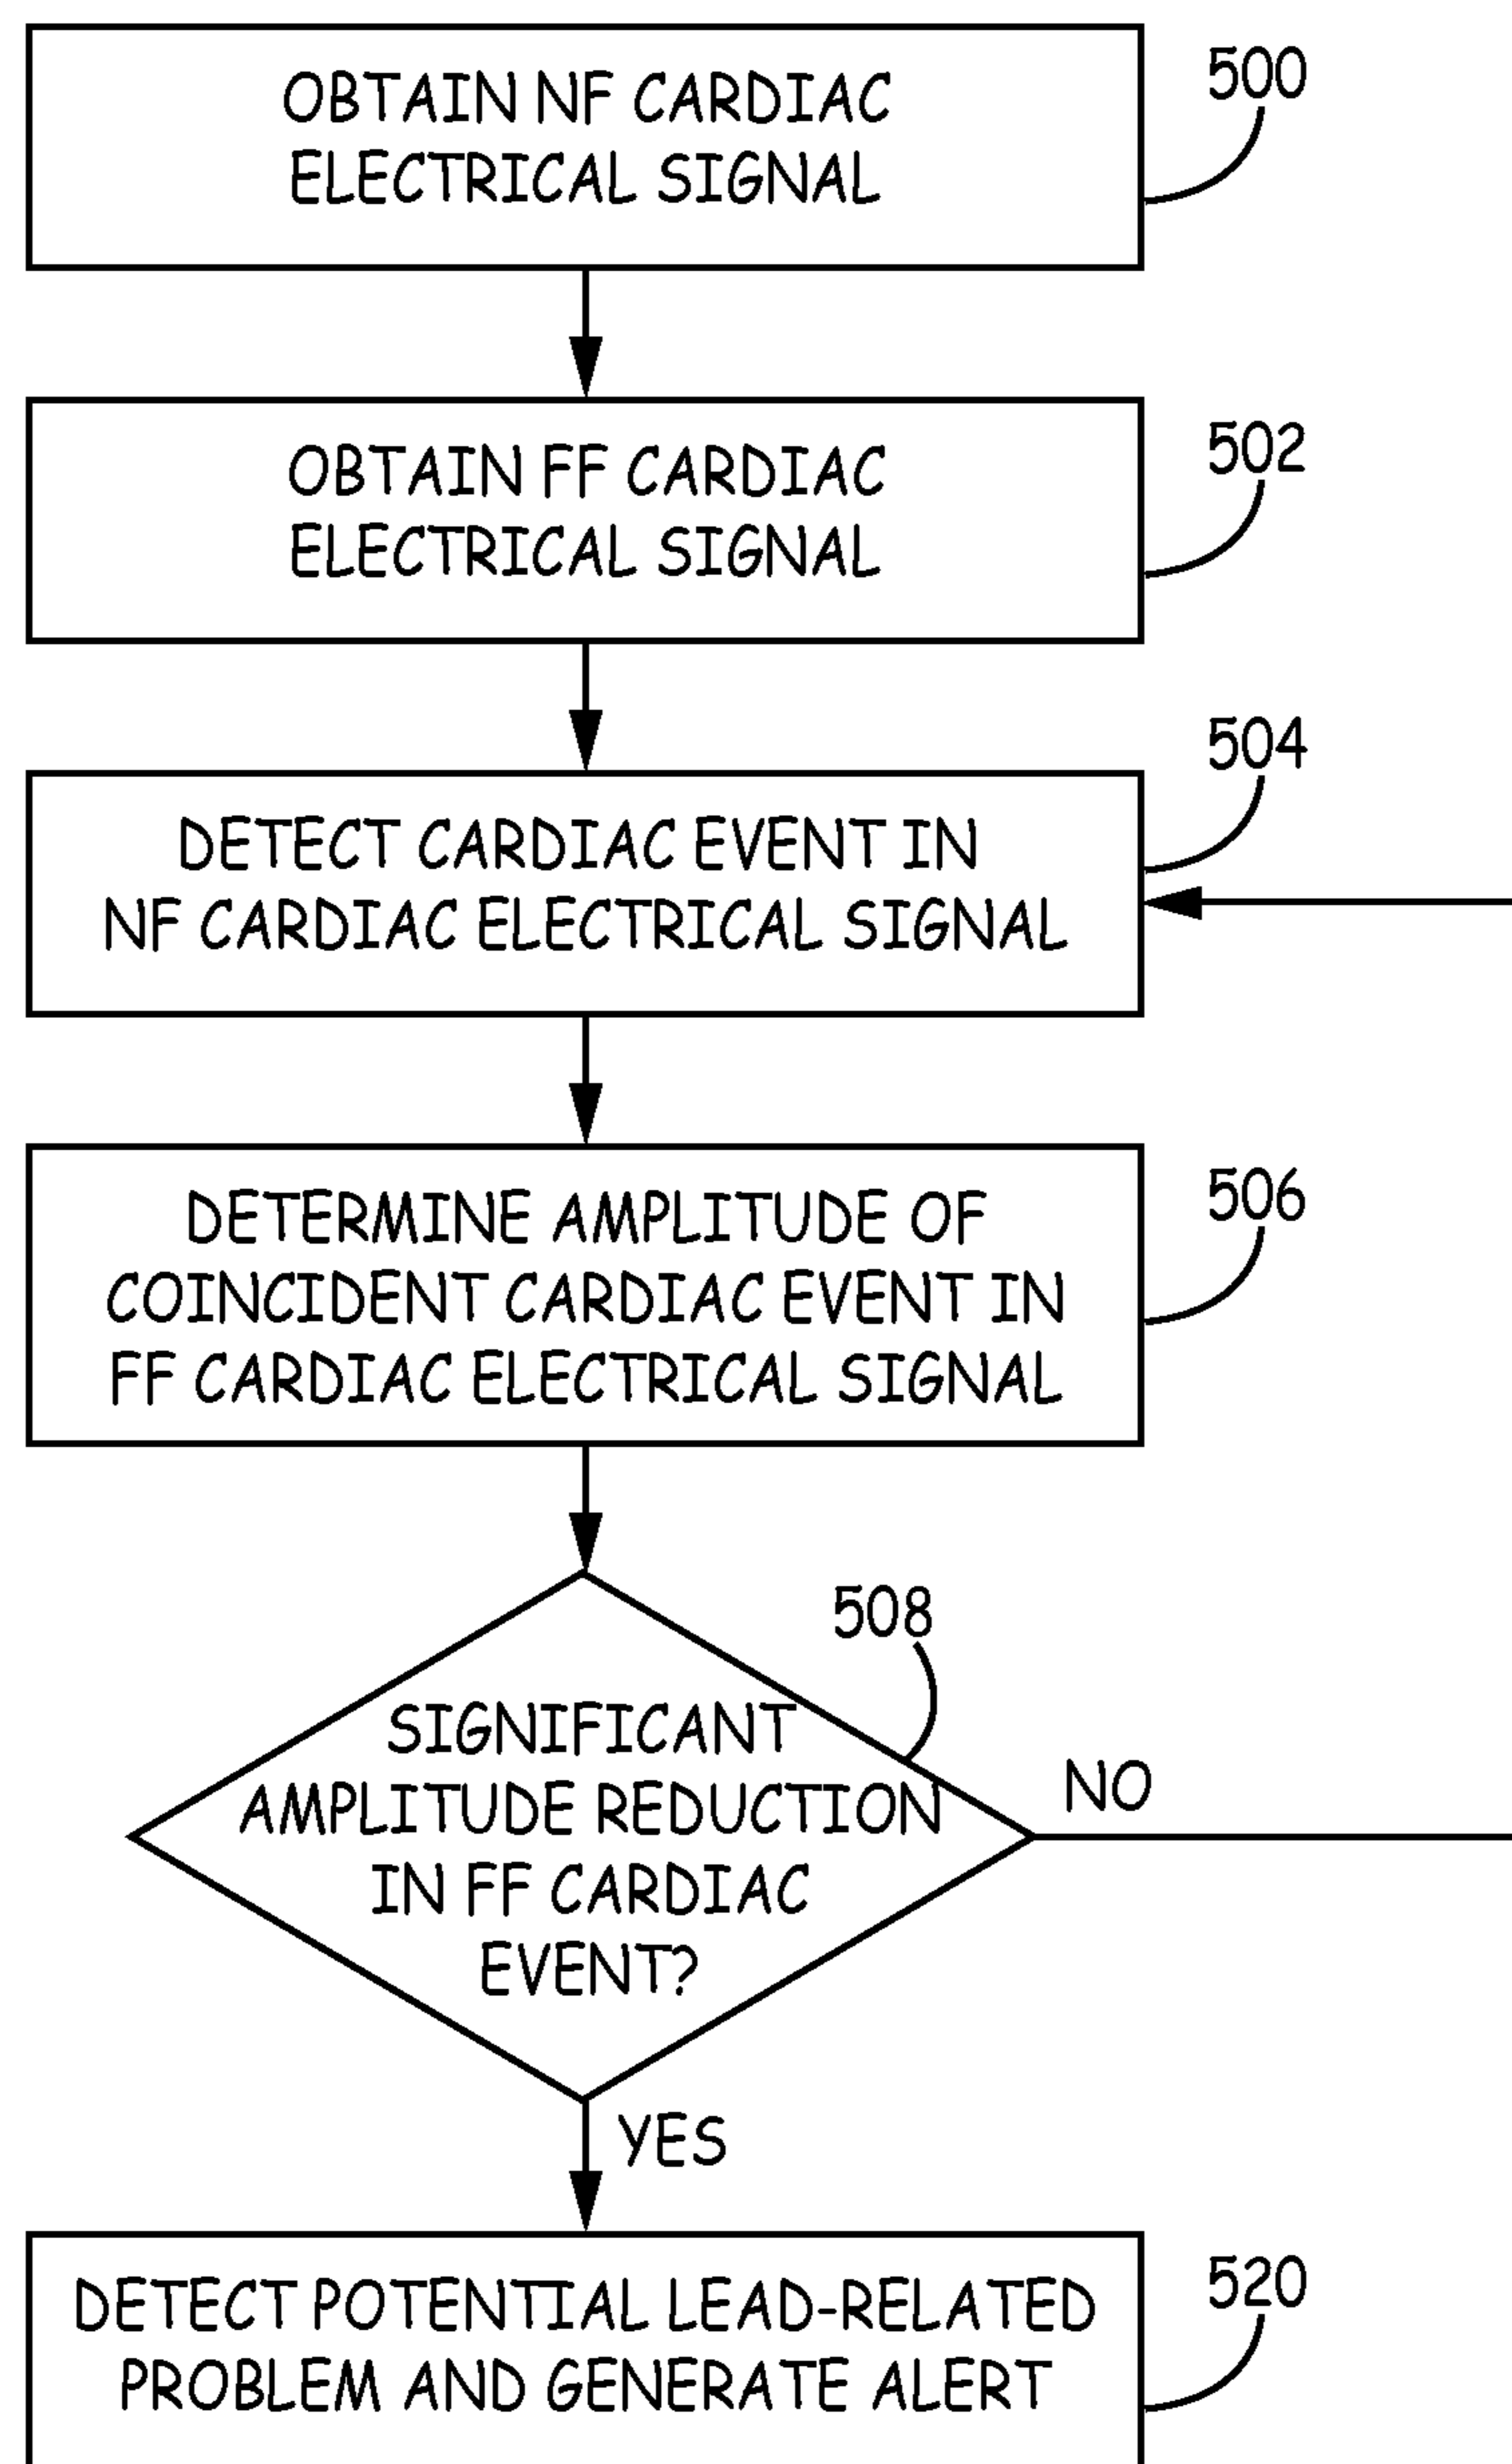 OBTAIN NF CARDIAC
ELECTRICAL SIGNAL
500
OBTAIN FF CARDIAC
ELECTRICAL SIGNAL
502
DETECT CARDIAC EVENT IN
NF CARDIAC ELECTRICAL SIGNAL
504
DETERMINE AMPLITUDE OF
COINCIDENT CARDIAC EVENT IN
FF CARDIAC ELECTRICAL SIGNAL
506
508
SIGNIFICANT
AMPLITUDE REDUCTION
IN FF CARDIAC
EVENT?
NO
YES
DETECT POTENTIAL LEAD-RELATED
PROBLEM AND GENERATE ALERT
520